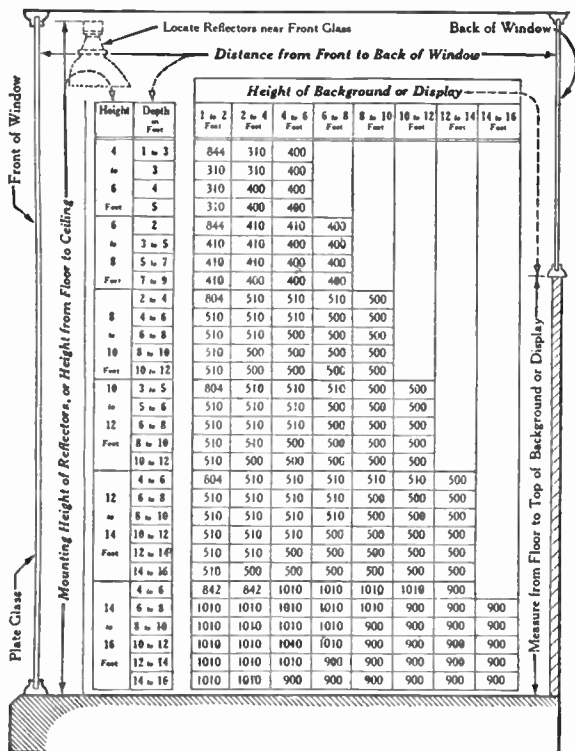 Locate Reflectors near Front Glass
Back of Window
Distance from Front to Back of Window
Front of Window
Mounting Height of Reflectors, or Height from Floor to Ceiling
Plate Glass
Measure from Floor to Top of Background or Display
Height of Background or Display
Height Depth in Feet 1 to 2 Feet 2 to 4 Feet 4 to 6 Feet 6 to 8 Feet 8 to 10 Feet 10 to 12 Feet 12 to 14 Feet 14 to 16 Feet
4 1 to 3 844 310 400
to 3 310 310 400
6 4 310 400 400
Feet 5 310 400 400
6 2 844 410 410 400
to 3 to 5 410 410 400 400
8 5 to 7 410 410 400 400
Feet 7 to 9 410 400 400 400
2 to 4 804 510 510 510 500
8 4 to 6 510 510 510 500 500
to 6 to 8 510 510 500 500 500
10 8 to 10 510 500 500 500 500
Feet 10 to 12 510 500 500 500 500
10 3 to 5 804 510 510 510 500 500
to 5 to 6 510 510 510 500 500 500
12 6 to 8 510 510 510 500 500 500
Feet 8 to 10 510 510 500 500 500 500
10 to 12 510 500 500 500 500 500
4 to 6 804 510 510 510 510 510 500
12 6 to 8 510 510 510 510 500 500 500
to 8 to 10 510 510 510 510 500 500 500
14 10 to 12 510 510 510 500 500 500 500
Feet 12 to 14 510 510 500 500 500 500 500
14 to 16 510 500 500 500 500 500 500
4 to 6 842 842 1010 1010 1010 1010 900
14 6 to 8 1010 1010 1010 1010 1010 900 900 900
to 8 to 10 1010 1010 1010 1010 900 900 900 900
16 10 to 12 1010 1010 1010 1010 900 900 900 900
Feet 12 to 14 1010 1010 1010 900 900 900 900 900
14 to 16 1010 1010 900 900 900 900 900 900